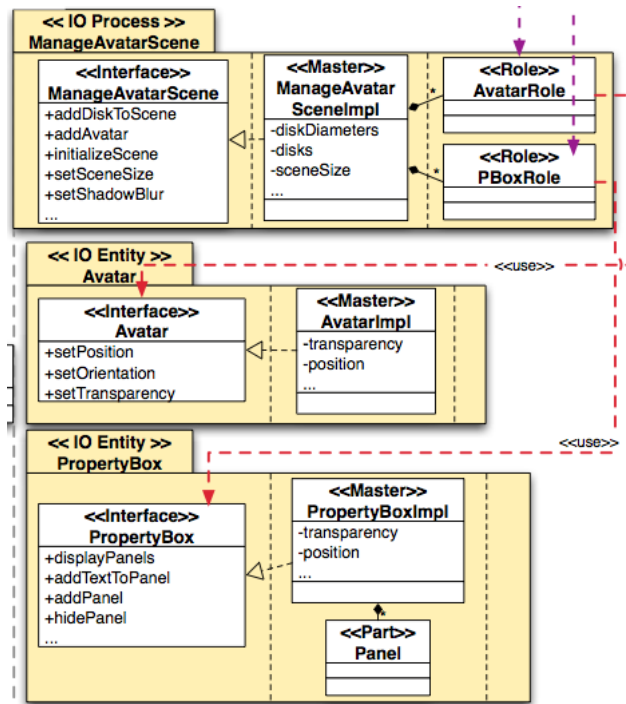 << IO Process >>
ManageAvatarScene
<<Interface>>
ManageAvatarScene
+addDiskToScene
+addAvatar
+initializeScene
+setSceneSize
+setShadowBlur
...
<<Master>>
ManageAvatar
SceneImpl
-diskDiameters
-disks
-sceneSize
...
*
<<Role>>
AvatarRole
*
<<Role>>
PBoxRole
<<use>>
<< IO Entity >>
Avatar
<<Interface>>
Avatar
+setPosition
+setOrientation
+setTransparency
<<Master>>
AvatarImpl
-transparency
-position
...
<<use>>
<< IO Entity >>
PropertyBox
<<Interface>>
PropertyBox
+displayPanels
+addTextToPanel
+addPanel
+hidePanel
...
<<Master>>
PropertyBoxImpl
-transparency
-position
...
*
<<Part>>
Panel